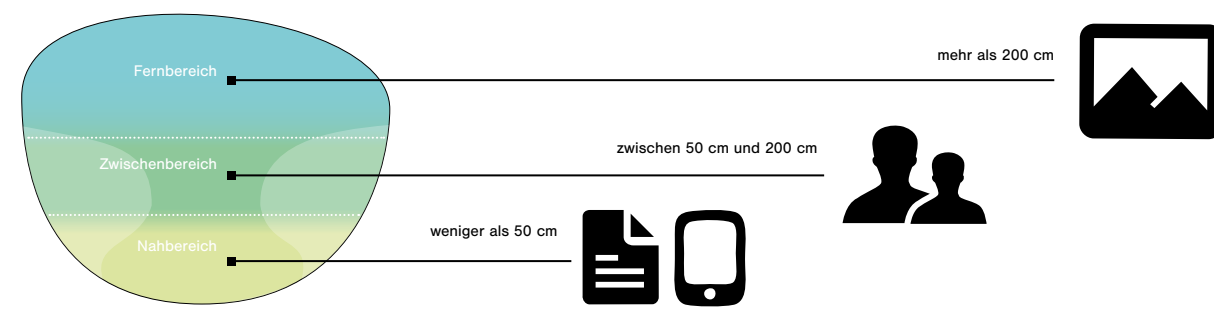 mehr als 200 cm
Fernbereich
zwischen 50 cm und 200 cm
Zwischenbereich
weniger als 50 cm
Nahbereich